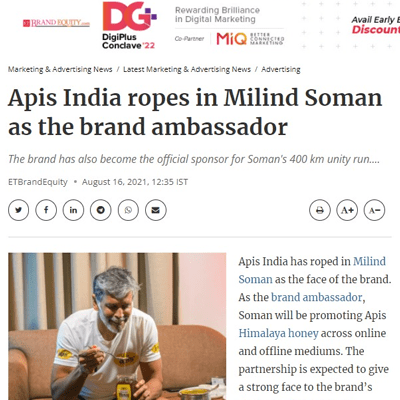 BRAND EQUITY.com
DG+
DigiPlus
Conclave'22
Rewarding Brilliance
in Digital Marketing
Co-Partner
MiQ BETTER
CONNECTED
MARKETING
Avail Early B
Discount
Marketing & Advertising News / Latest Marketing & Advertising News / Advertising
Apis India ropes in Milind Soman
as the brand ambassador
The brand has also become the official sponsor for Soman's 400 km unity run....
ETBrandEquity • August 16, 2021, 12:35 IST
A+
A-
Apis India has roped in Milind
Soman as the face of the brand.
As the brand ambassador,
Soman will be promoting Apis
Himalaya honey across online
and offline mediums. The
partnership is expected to give
a strong face to the brand's